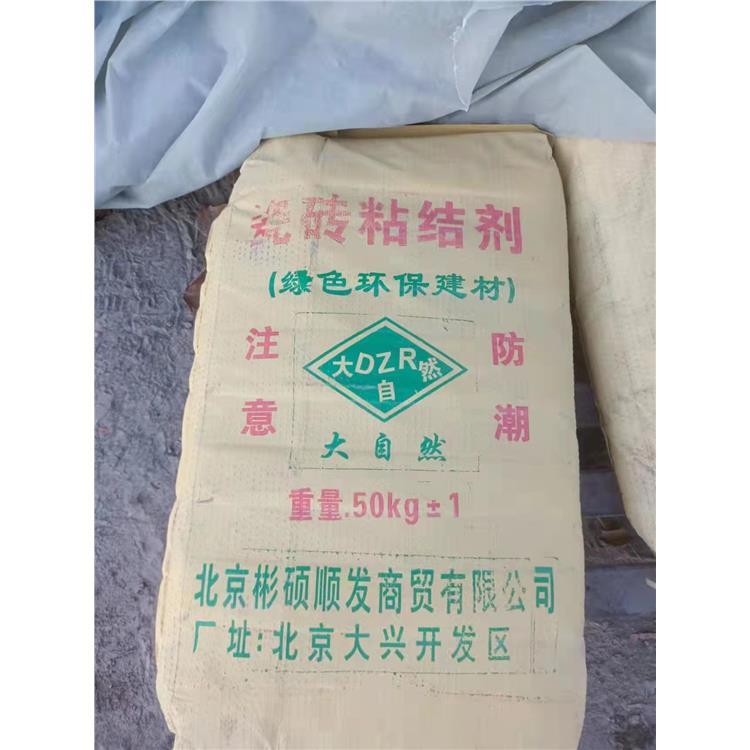 瓷砖粘结剂
(绿色环保建材)
注意
防潮
大DZR然
自
大自然
重量.50kg±1
北京彬硕顺发商贸有限公司
厂址:北京大兴开发区